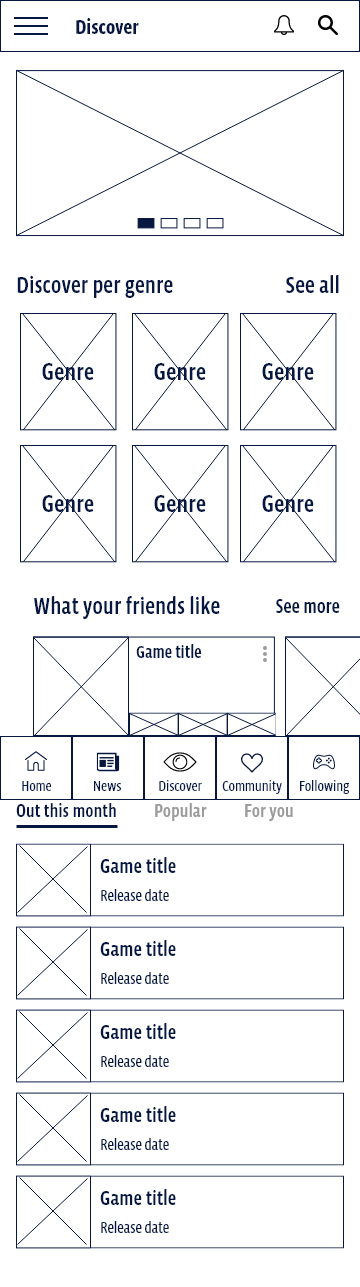 Discover
Discover per genre See all
Genre Genre Genre
Genre Genre Genre
What your friends like See more
Game title
Home News Discover Community Following
Out this month Popular For you
Game title
Release date
Game title
Release date
Game title
Release date
Game title
Release date
Game title
Release date